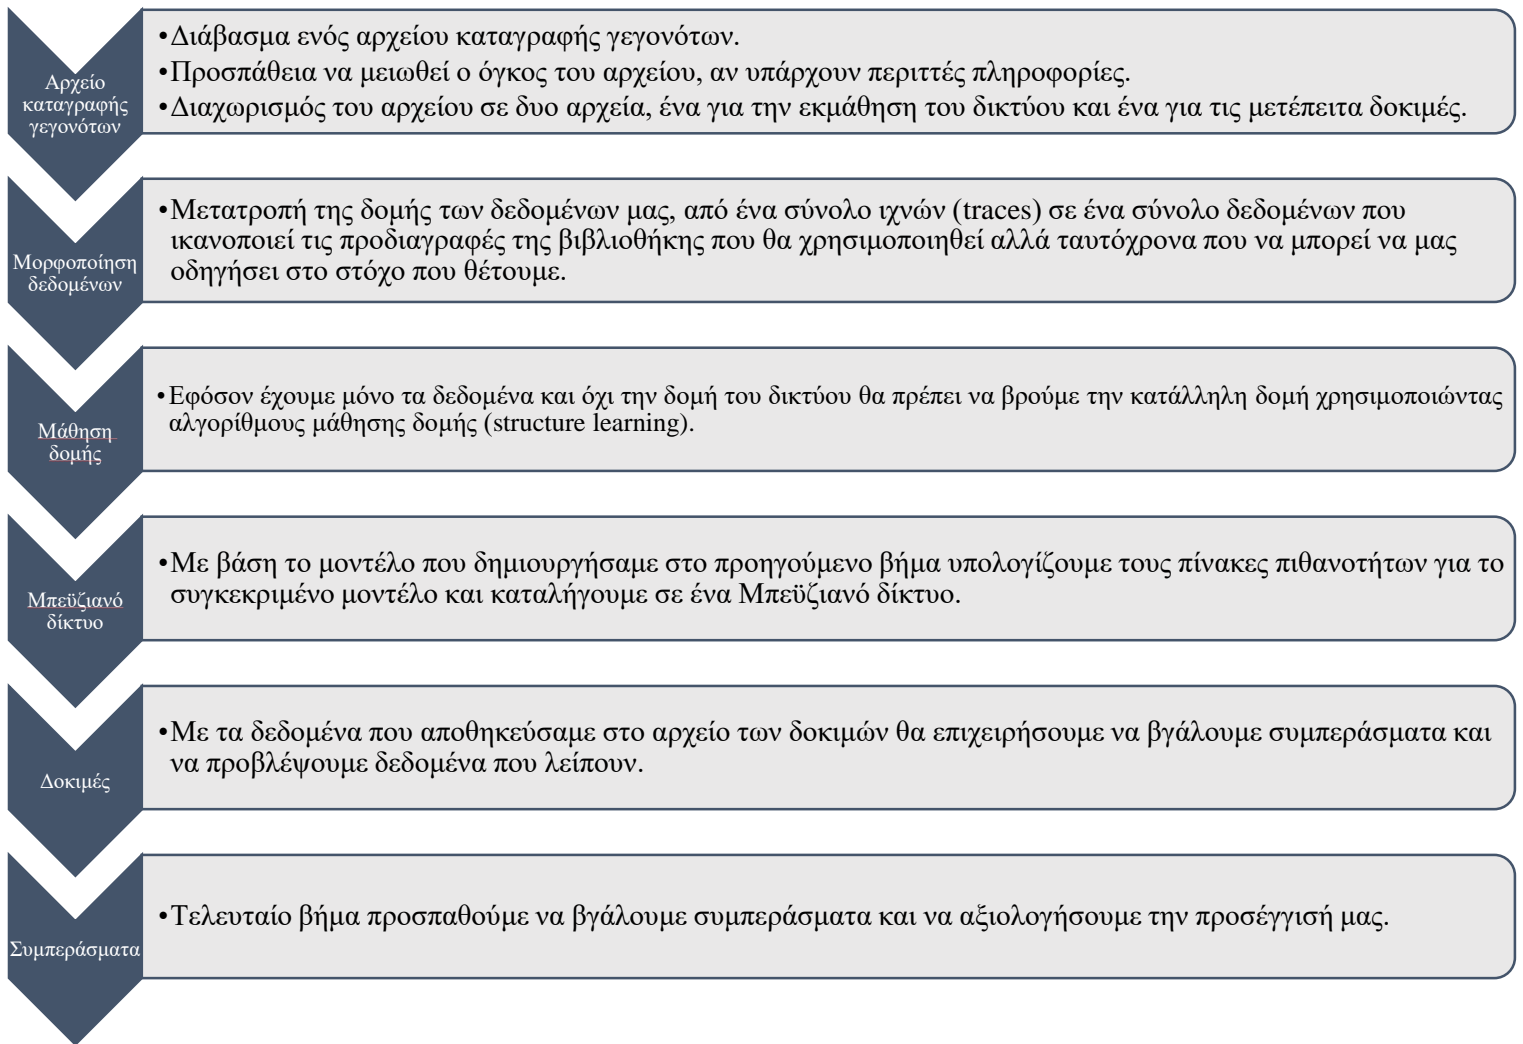 Αρχείο
καταγραφής
γεγονότων
•Διάβασμα ενός αρχείου καταγραφής γεγονότων.
•Προσπάθεια να μειωθεί ο όγκος του αρχείου, αν υπάρχουν περιττές πληροφορίες.
•Διαχωρισμός του αρχείου σε δυο αρχεία, ένα για την εκμάθηση του δικτύου και ένα για τις μετέπειτα δοκιμές.
Μορφοποίηση
δεδομένων
•Μετατροπή της δομής των δεδομένων μας, από ένα σύνολο ιχνών (traces) σε ένα σύνολο δεδομένων που
ικανοποιεί τις προδιαγραφές της βιβλιοθήκης που θα χρησιμοποιηθεί αλλά ταυτόχρονα που να μπορεί να μας
οδηγήσει στο στόχο που θέτουμε.
Μάθηση
δομής
•Εφόσον έχουμε μόνο τα δεδομένα και όχι την δομή του δικτύου θα πρέπει να βρούμε την κατάλληλη δομή χρησιμοποιώντας
αλγορίθμους μάθησης δομής (structure learning).
Μπεϋζιανό
δίκτυο
•Με βάση το μοντέλο που δημιουργήσαμε στο προηγούμενο βήμα υπολογίζουμε τους πίνακες πιθανοτήτων για το
συγκεκριμένο μοντέλο και καταλήγουμε σε ένα Μπεϋζιανό δίκτυο.
Δοκιμές
•Με τα δεδομένα που αποθηκεύσαμε στο αρχείο των δοκιμών θα επιχειρήσουμε να βγάλουμε συμπεράσματα και
να προβλέψουμε δεδομένα που λείπουν.
Συμπεράσματα
•Τελευταίο βήμα προσπαθούμε να βγάλουμε συμπεράσματα και να αξιολογήσουμε την προσέγγισή μας.